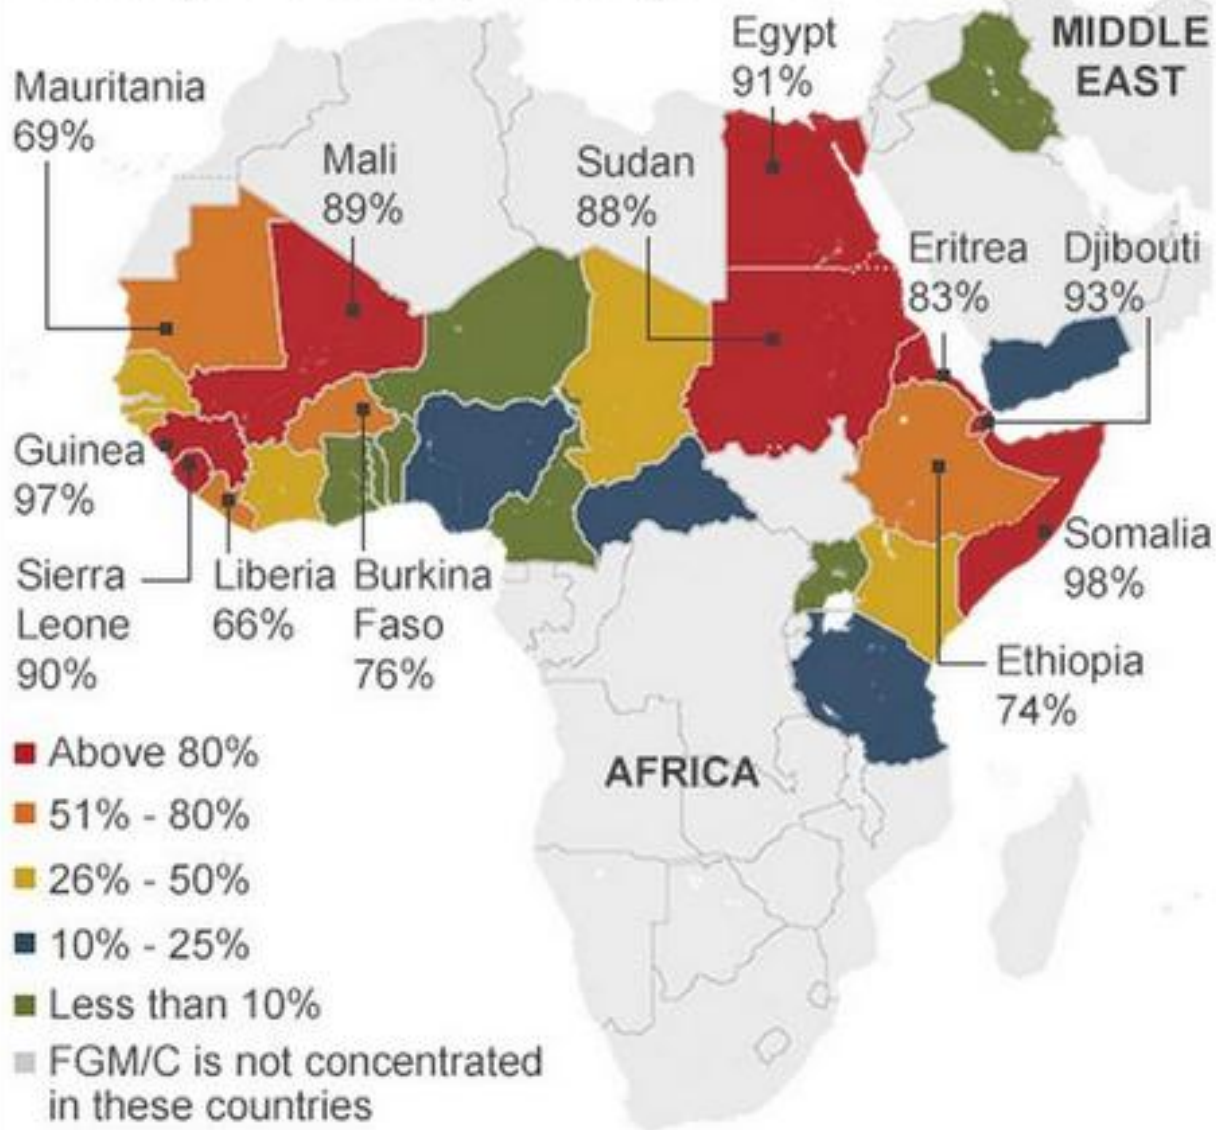 Mauritania
69%
Mali
89%
Sudan
88%
Egypt
91%
MIDDLE
EAST
Eritrea
83%
Djibouti
93%
Guinea
97%
Sierra
Leone
90%
Liberia
66%
Burkina
Faso
76%
Somalia
98%
Ethiopia
74%
AFRICA
Above 80%
51% - 80%
26% - 50%
10% - 25%
Less than 10%
FGM/C is not concentrated
in these countries